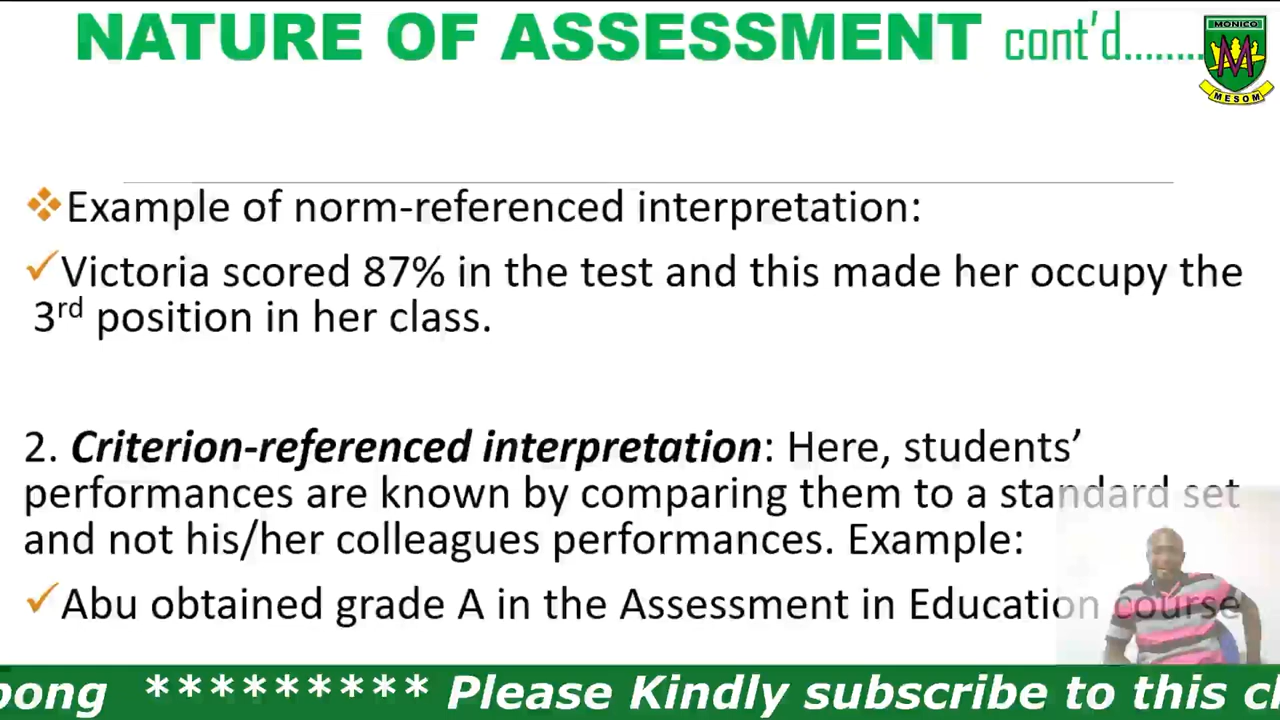 NATURE OF ASSESSMENT cont’d........
MONICO
M
MESOM
Example of norm-referenced interpretation:
Victoria scored 87% in the test and this made her occupy the
3rd position in her class.
2. Criterion-referenced interpretation: Here, students’
performances are known by comparing them to a standard set
and not his/her colleagues performances. Example:
Abu obtained grade A in the Assessment in Education course
pong ********* Please Kindly subscribe to this cl